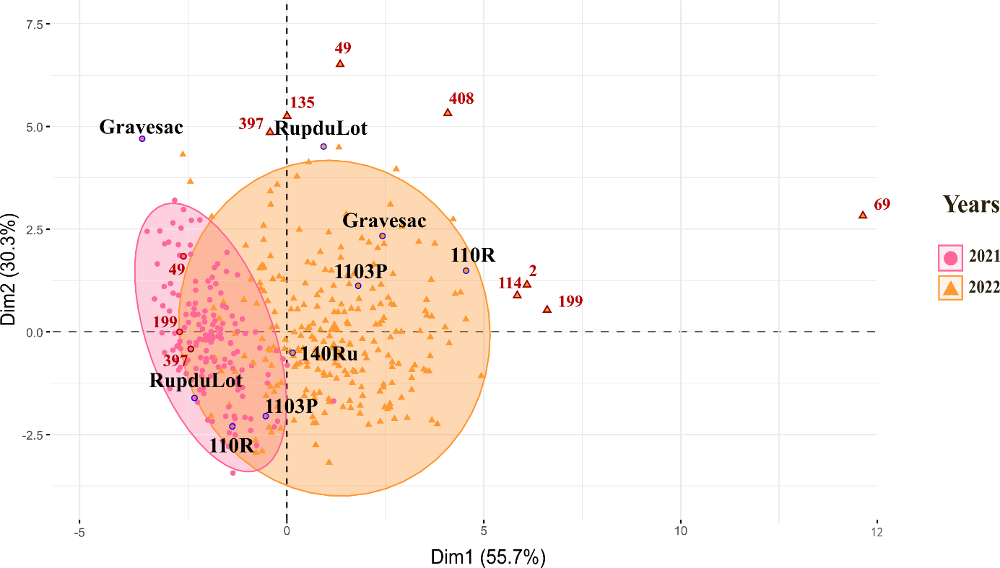 7.5
49
135
408
397
RupduLot
Gravesac
5.0
69
Years
Gravesac
2.5
110R
2021
49
1103P
2
114
2022
199
199
0.0
397
140Ru
RupduLot
1103P
-2.5
110R
-5
0
5
10
12
Dim1 (55.7%)
Dim2 (30.3%)